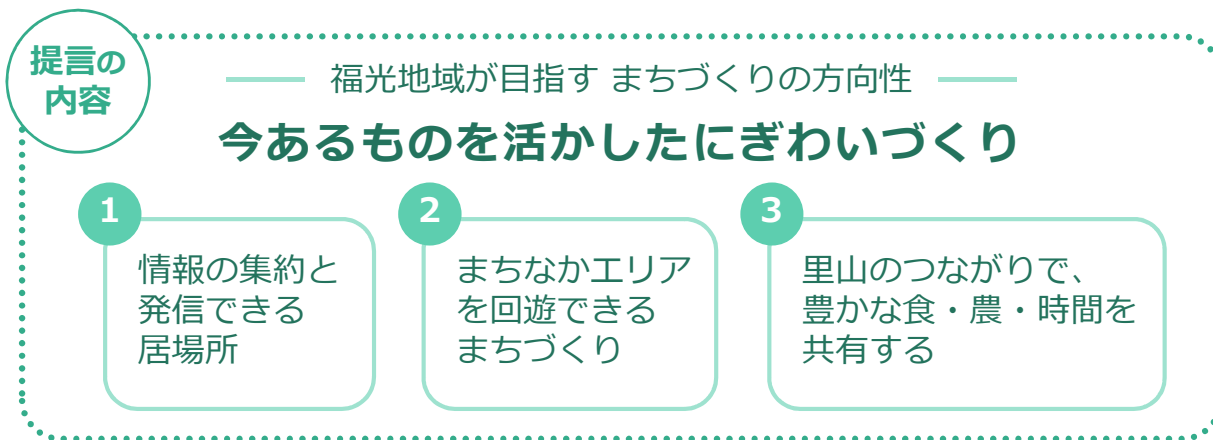 提言の
内容
福光地域が目指す まちづくりの方向性
今あるものを活かしたにぎわいづくり
1
情報の集約と
発信できる
居場所
2
まちなかエリア
を回遊できる
まちづくり
3
里山のつながりで、
豊かな食・農・時間を
共有する